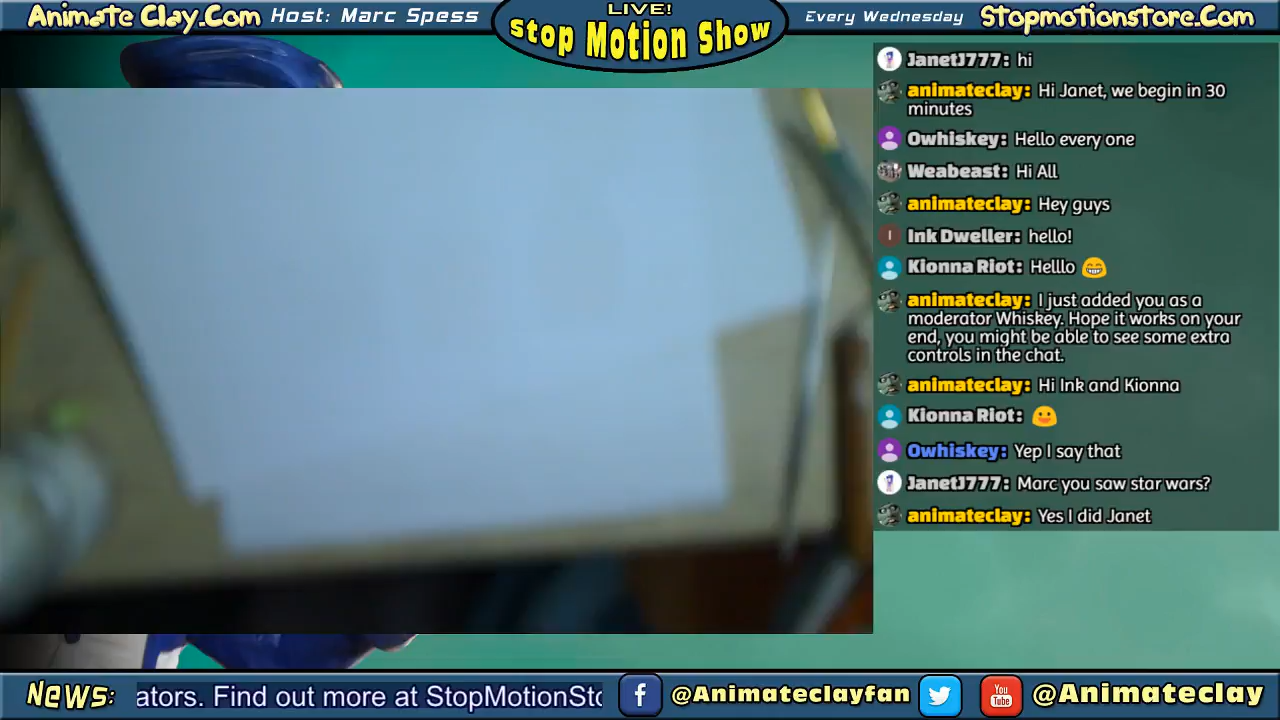 Animate Clay.Com Host: Marc Spess
LIVE!
Stop Motion Show
Every Wednesday Stopmotionstore.Com
JanetJ777: hi
animateclay: Hi Janet, we begin in 30
minutes
Owhiskey: Hello every one
Weabeast: Hi All
animateclay: Hey guys
I Ink Dweller: hello!
Kionna Riot: Helllo 😁
animateclay: I just added you as a
moderator Whiskey. Hope it works on your
end, you might be able to see some extra
controls in the chat.
animateclay: Hi Ink and Kionna
Kionna Riot: 😃
Owhiskey: Yep I say that
JanetJ777: Marc you saw star wars?
animateclay: Yes I did Janet
News: ators. Find out more at StopMotionSto
f @Animateclayfan You Tube @Animateclay